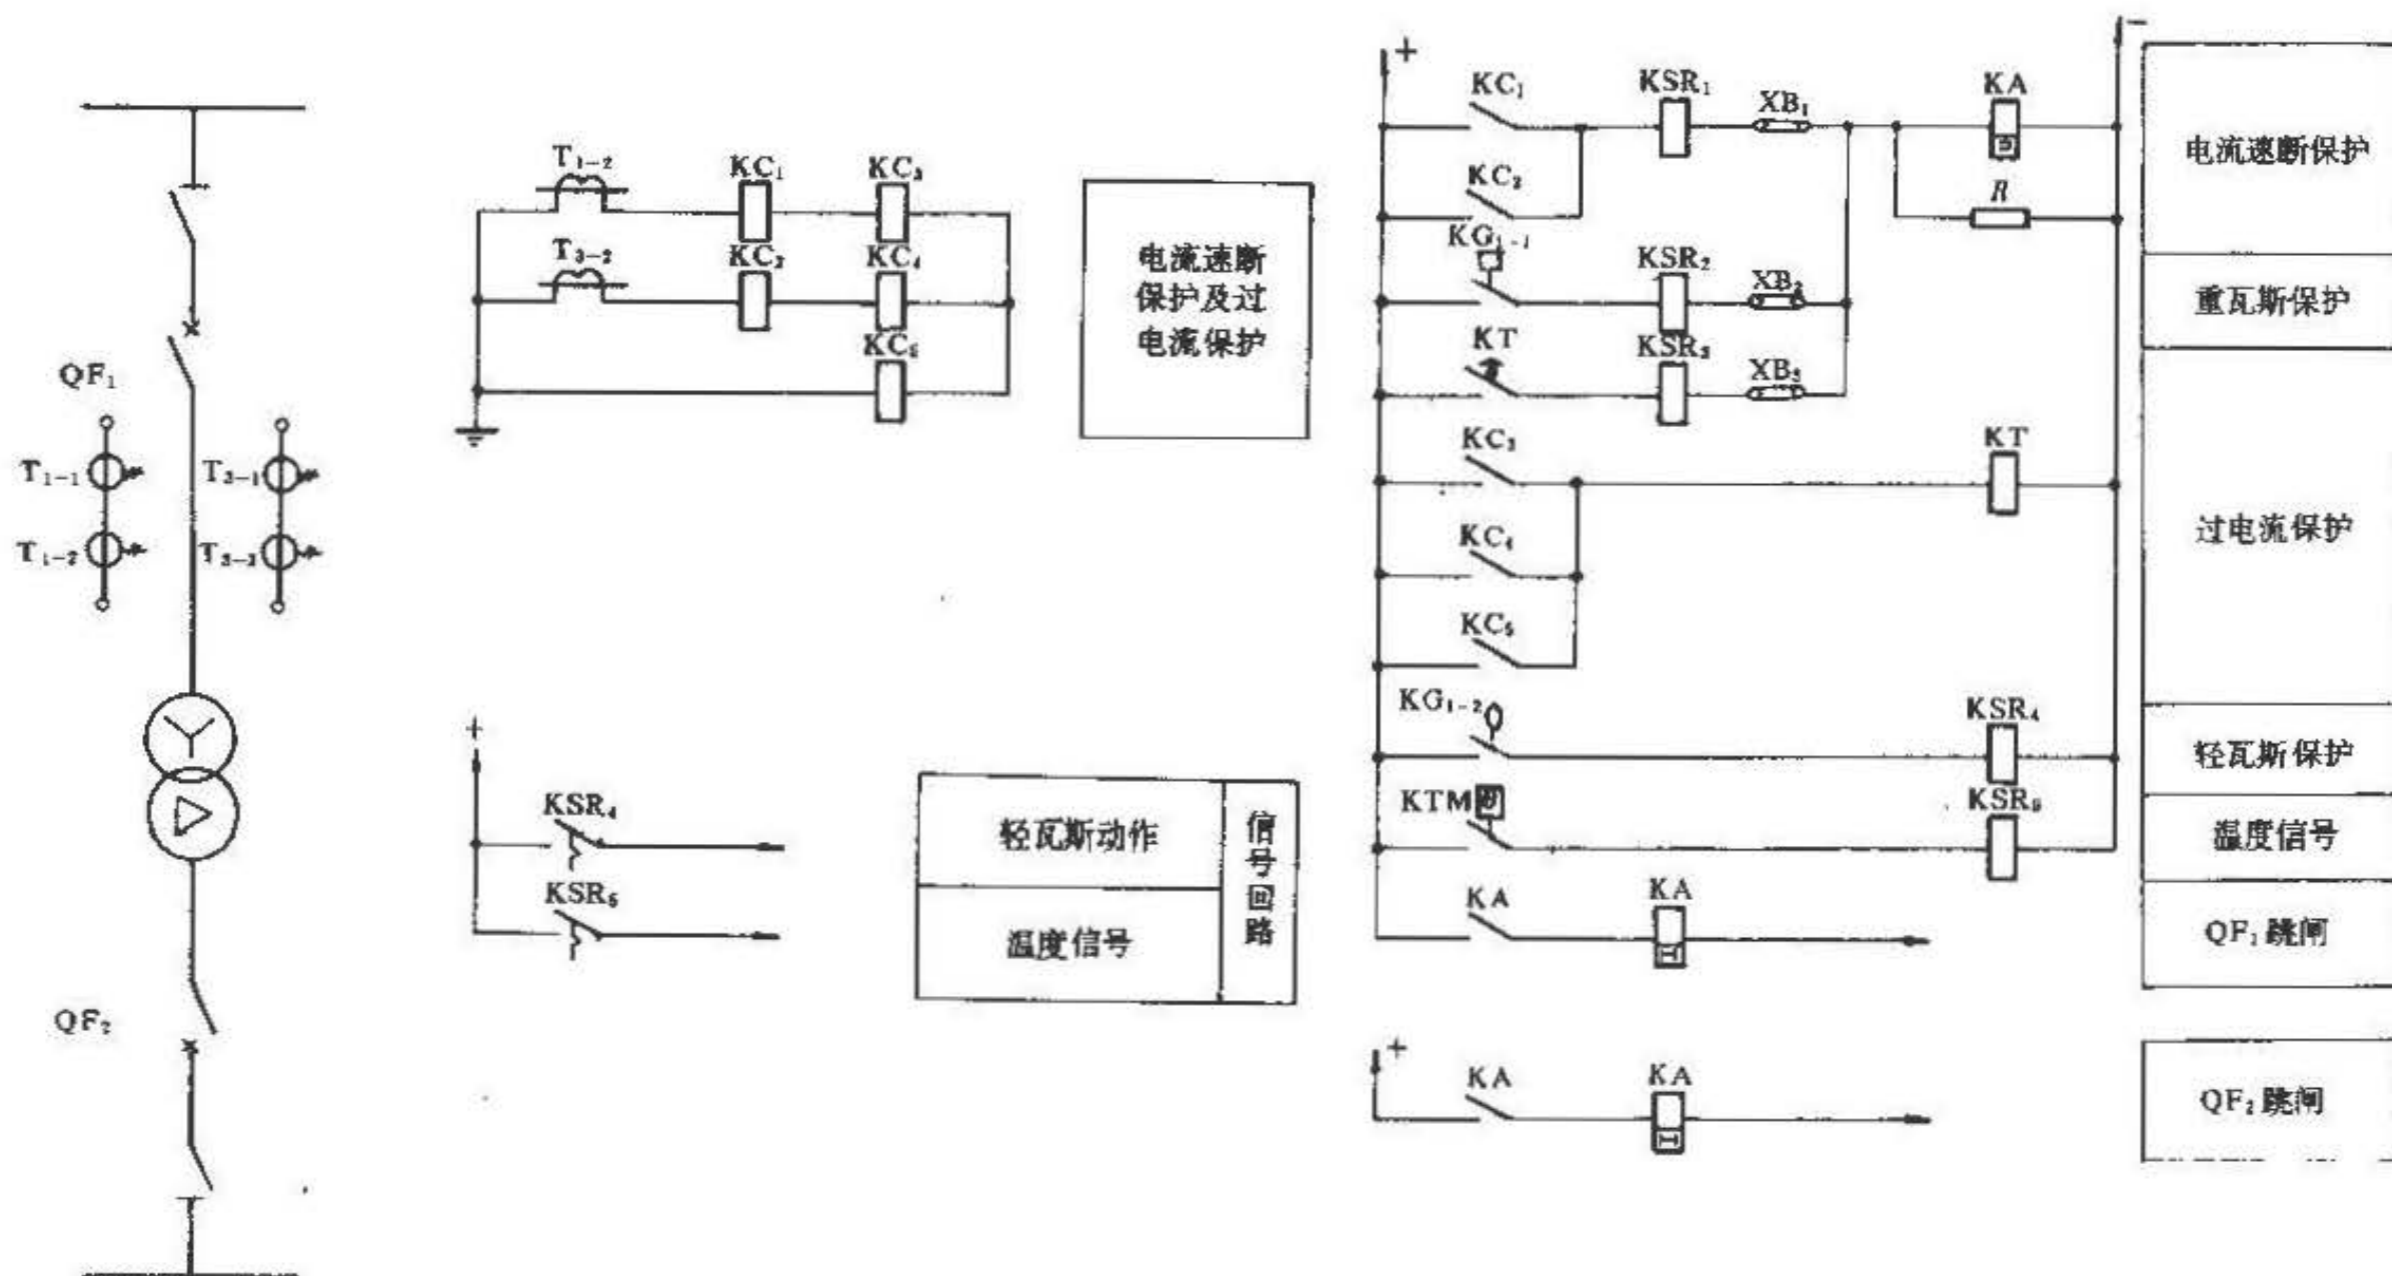 QF₁
T₁₋₁
T₃₋₁
T₁₋₂
QF₂
T₁₋₂
KC₁
KC₃
T₃₋₂
KC₂
KC₄
KC₅
电流速断
保护及过
电流保护
+
KSR₄
KSR₅
轻瓦斯动作
温度信号
信号回路
+
−
KC₁
KSR₁
XB₁
KA
KC₂
R
KG₁₋₁
KSR₂
XB₂
KT
KSR₃
XB₃
KC₃
KT
KC₄
KC₅
KG₁₋₂
KSR₄
KTM
KSR₅
KA
KA
+
KA
KA
电流速断保护
重瓦斯保护
过电流保护
轻瓦斯保护
温度信号
QF₁跳闸
QF₂跳闸